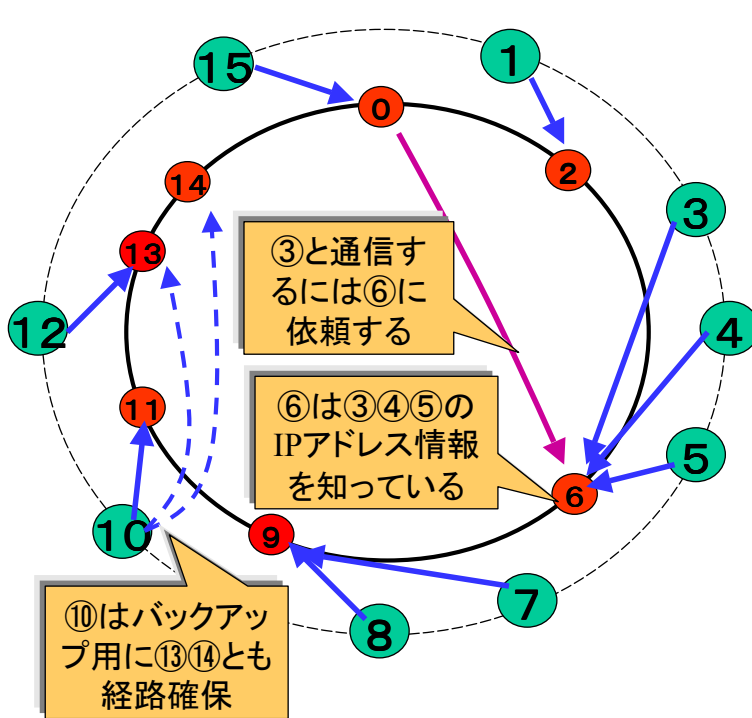 15
1
0
14
2
3
13
③と通信す
るには⑥に
依頼する
12
4
11
⑥は③④⑤の
IPアドレス情報
を知っている
5
6
10
9
7
8
⑩はバックアッ
プ用に⑬⑭とも
経路確保